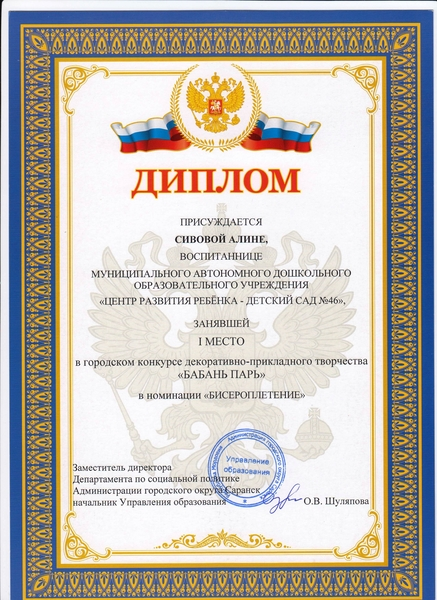 ДИПЛОМ
ПРИСУЖДАЕТСЯ
СИВОВОЙ АЛИНЕ,
ВОСПИТАННИЦЕ
МУНИЦИПАЛЬНОГО АВТОНОМНОГО ДОШКОЛЬНОГО
ОБРАЗОВАТЕЛЬНОГО УЧРЕЖДЕНИЯ
«ЦЕНТР РАЗВИТИЯ РЕБЁНКА - ДЕТСКИЙ САД №46»,
ЗАНЯВШЕЙ
I МЕСТО
в городском конкурсе декоративно-прикладного творчества
«БАБАНЬ ПАРЬ»
в номинации «БИСЕРОПЛЕТЕНИЕ»
Управление
образования
Заместитель директора
Департамента по социальной политике
Администрации городского округа Саранск
начальник Управления образования
О.В. Шуляпова